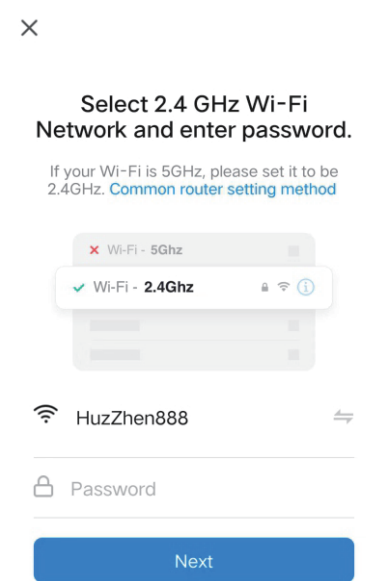 Select 2.4 GHz Wi-Fi
Network and enter password.
If your Wi-Fi is 5GHz, please set it to be
2.4GHz. Common router setting method
Wi-Fi - 5Ghz
Wi-Fi - 2.4Ghz
HuzZhen888
Password
Next